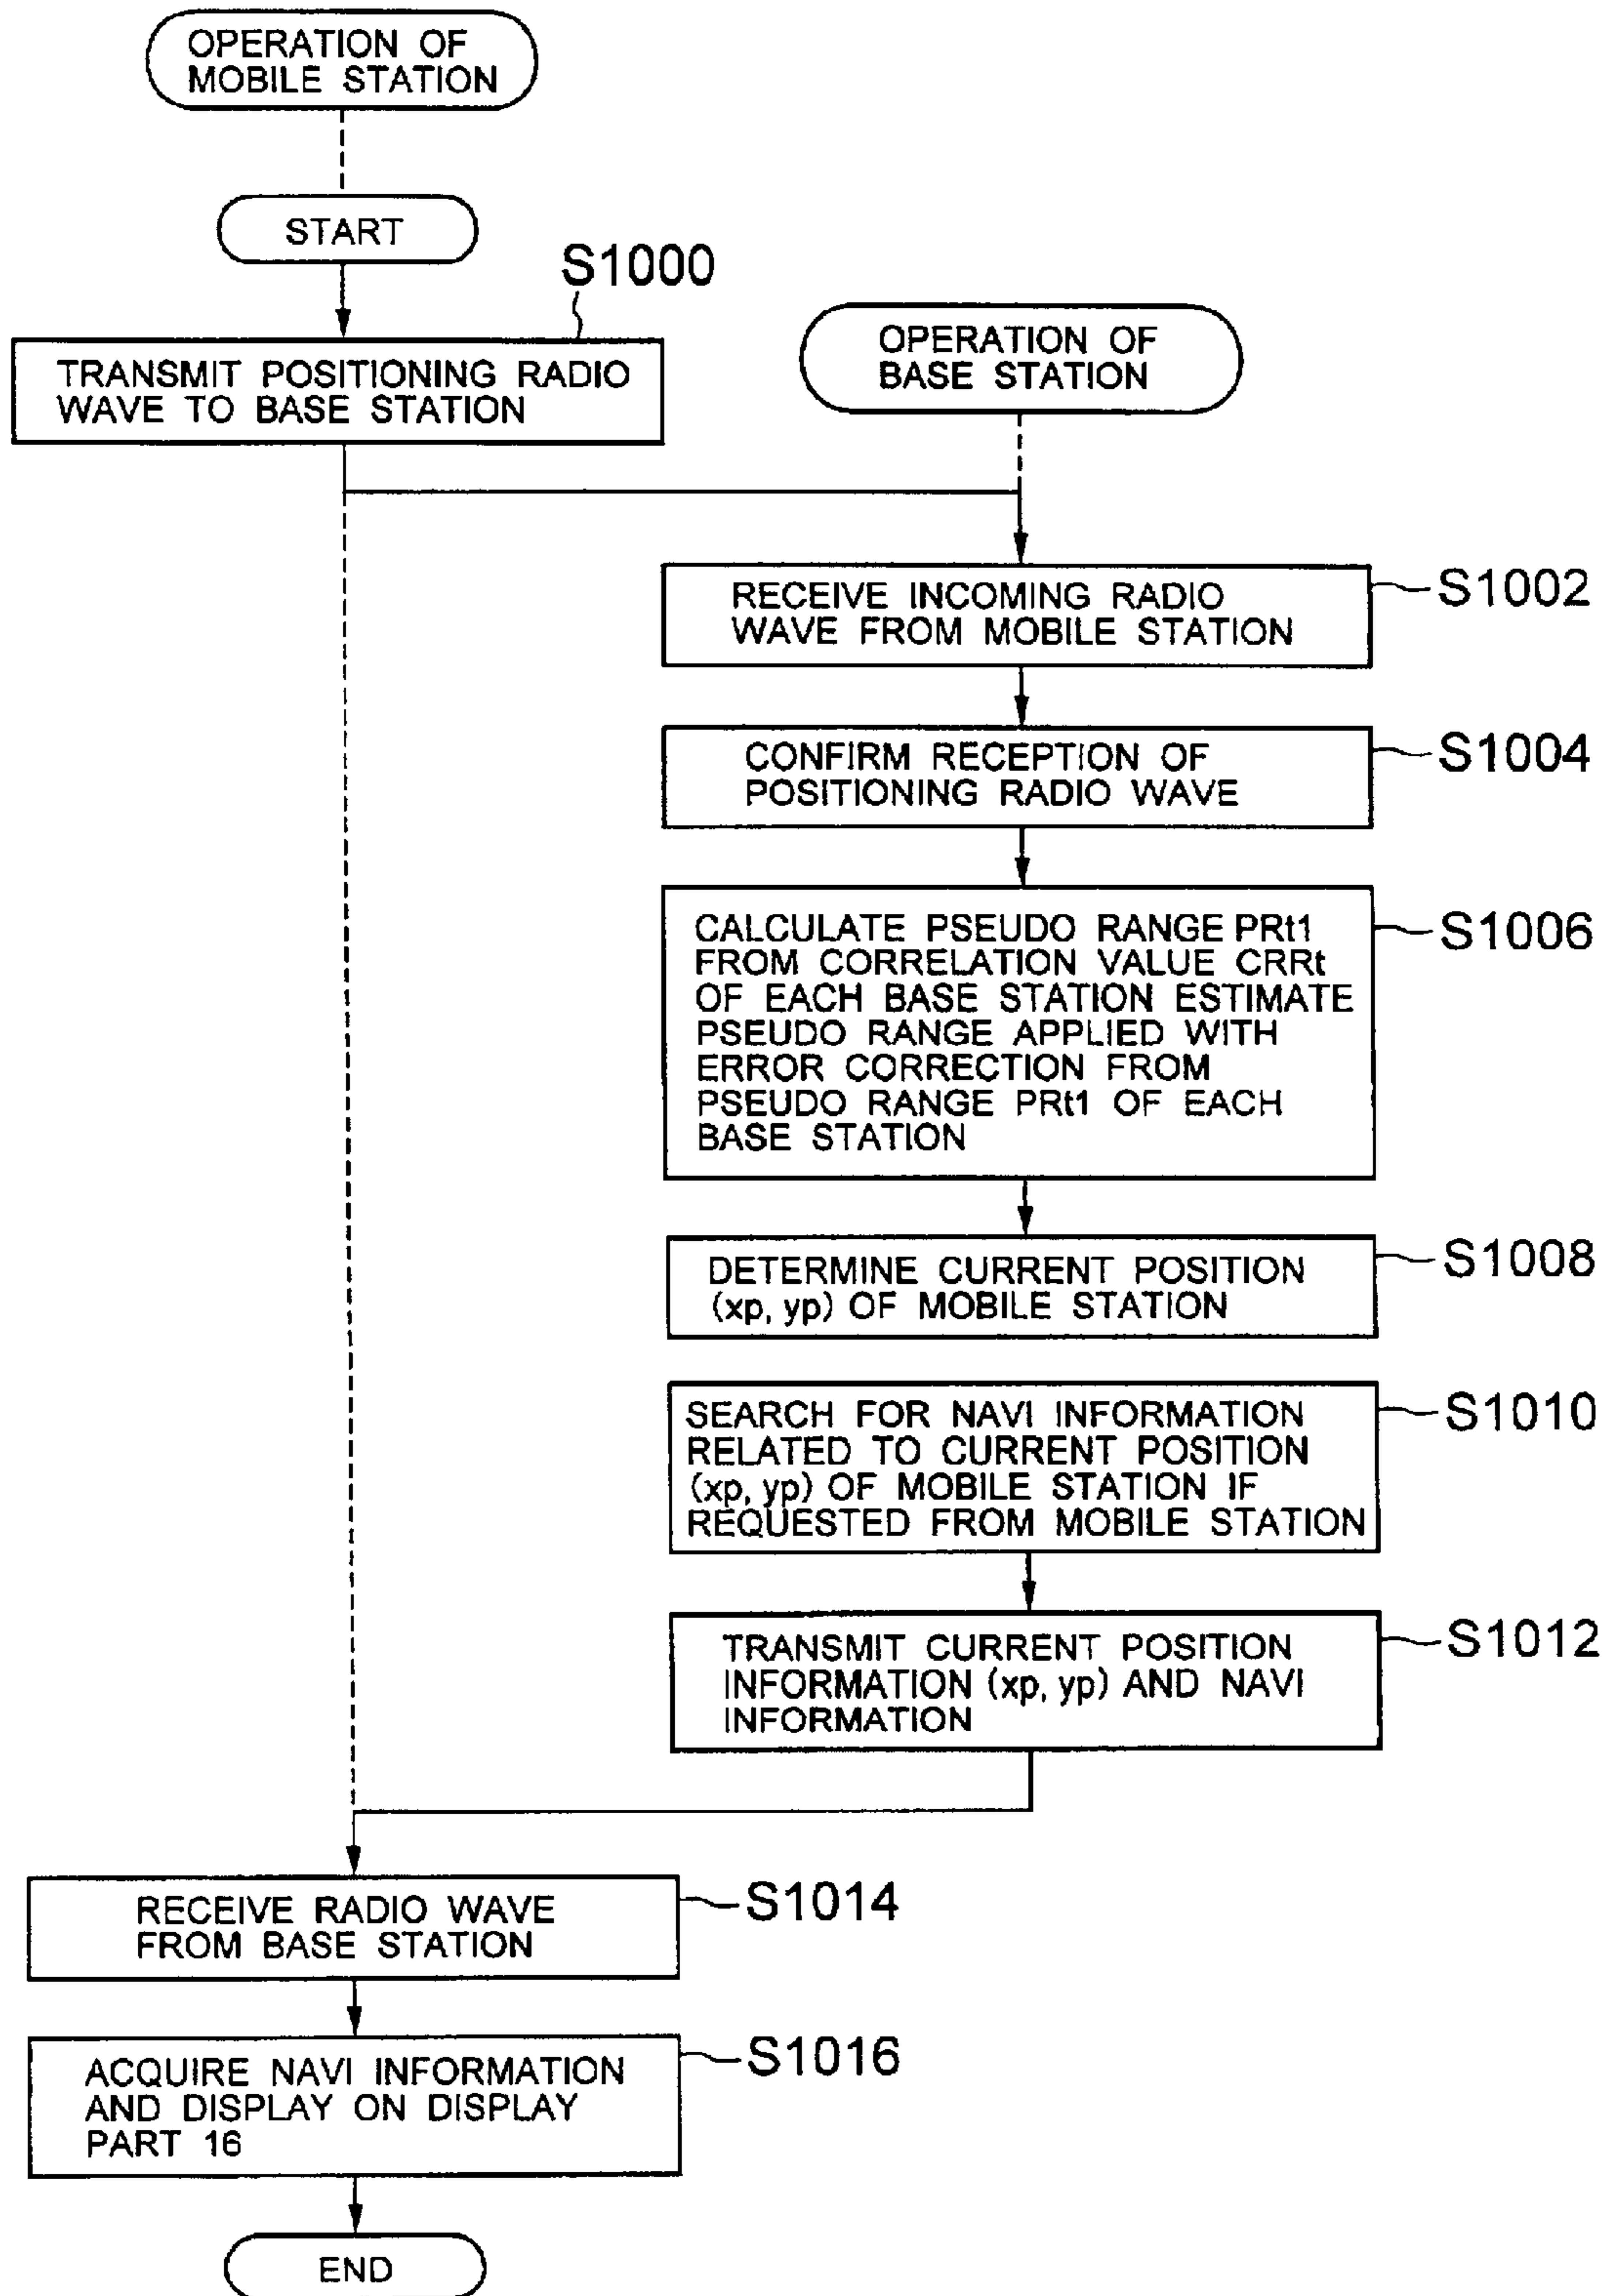 OPERATION OF
MOBILE STATION
START
S1000
TRANSMIT POSITIONING RADIO
WAVE TO BASE STATION
OPERATION OF
BASE STATION
RECEIVE INCOMING RADIO
WAVE FROM MOBILE STATION
S1002
CONFIRM RECEPTION OF
POSITIONING RADIO WAVE
S1004
CALCULATE PSEUDO RANGE PRt1
FROM CORRELATION VALUE CRRt
OF EACH BASE STATION ESTIMATE
PSEUDO RANGE APPLIED WITH
ERROR CORRECTION FROM
PSEUDO RANGE PRt1 OF EACH
BASE STATION
S1006
DETERMINE CURRENT POSITION
(xp, yp) OF MOBILE STATION
S1008
SEARCH FOR NAVI INFORMATION
RELATED TO CURRENT POSITION
(xp, yp) OF MOBILE STATION IF
REQUESTED FROM MOBILE STATION
S1010
TRANSMIT CURRENT POSITION
INFORMATION (xp, yp) AND NAVI
INFORMATION
S1012
RECEIVE RADIO WAVE
FROM BASE STATION
S1014
ACQUIRE NAVI INFORMATION
AND DISPLAY ON DISPLAY
PART 16
S1016
END